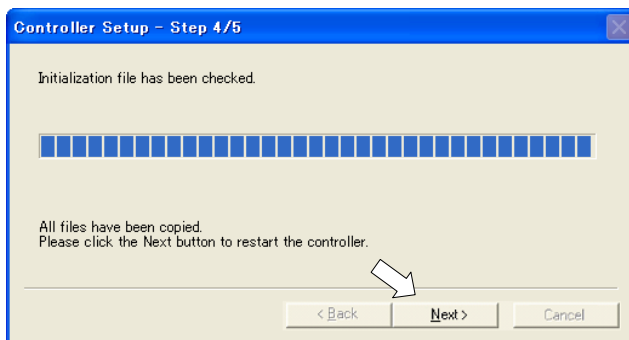 Controller Setup - Step 4/5
Initialization file has been checked.
All files have been copied.
Please click the Next button to restart the controller.
< Back
Next >
Cancel